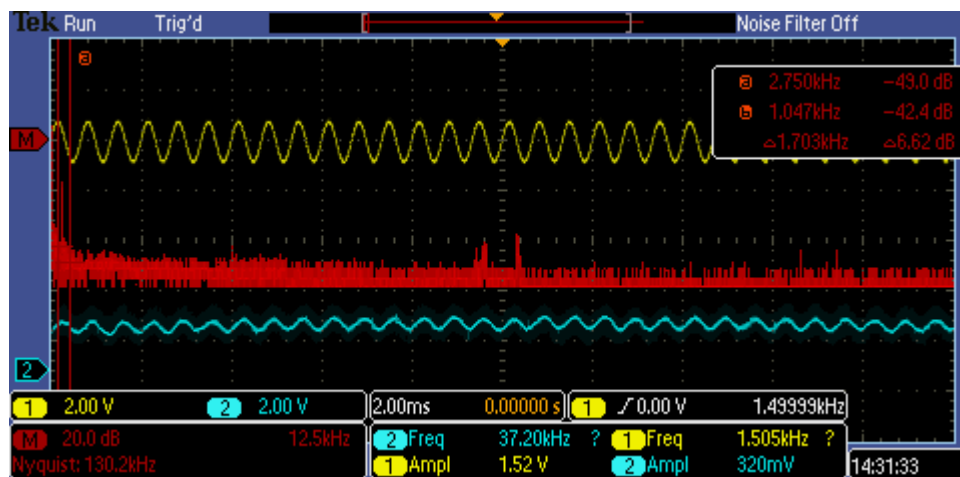 Tek Run Trig'd Noise Filter Off
a
a 2.750kHz −49.0 dB
b 1.047kHz −42.4 dB
△1.703kHz △6.62 dB
M
2
1 2.00 V 2 2.00 V 2.00ms 0.00000 s 1 0.00 V 1.49999kHz
M 20.0 dB 12.5kHz 2 Freq 37.20kHz ? 1 Freq 1.505kHz ?
Nyquist: 130.2kHz 1 Ampl 1.52 V 2 Ampl 320mV 14:31:33